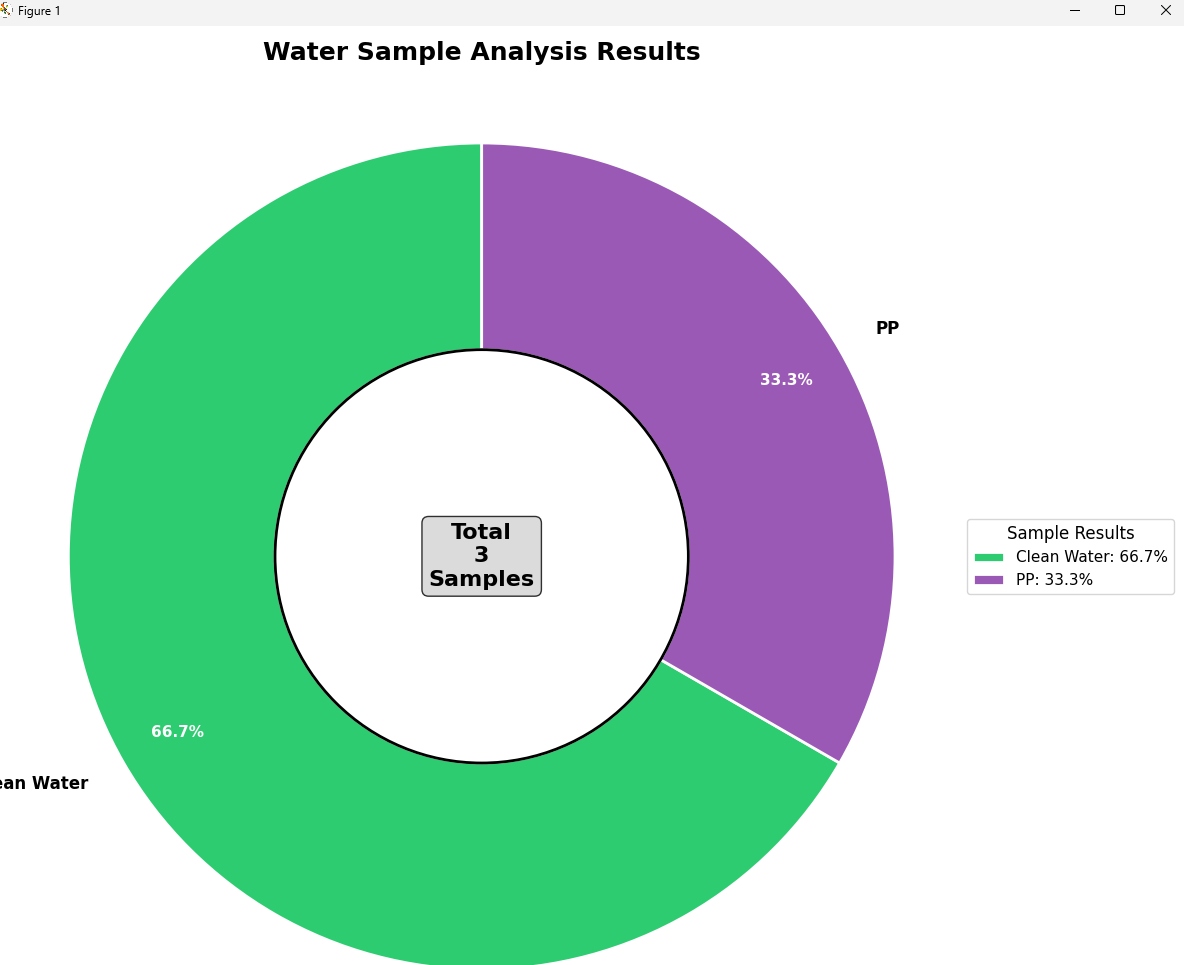 Figure 1
Water Sample Analysis Results
PP
33.3%
Total
3
Samples
Sample Results
Clean Water: 66.7%
PP: 33.3%
66.7%
ean Water